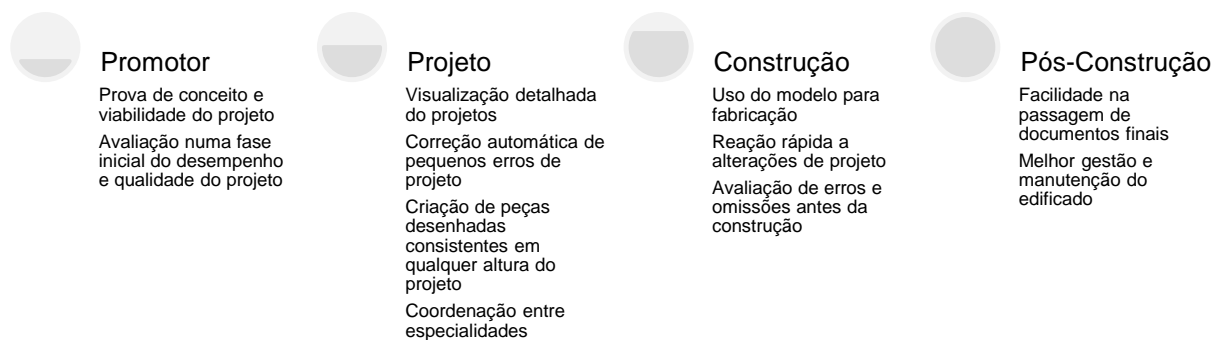 Promotor
Prova de conceito e
viabilidade do projeto
Avaliação numa fase
inicial do desempenho
e qualidade do projeto
Projeto
Visualização detalhada
do projetos
Correção automática de
pequenos erros de
projeto
Criação de peças
desenhadas
consistentes em
qualquer altura do
projeto
Coordenação entre
especialidades
Construção
Uso do modelo para
fabricação
Reação rápida a
alterações de projeto
Avaliação de erros e
omissões antes da
construção
Pós-Construção
Facilidade na
passagem de
documentos finais
Melhor gestão e
manutenção do
edificado